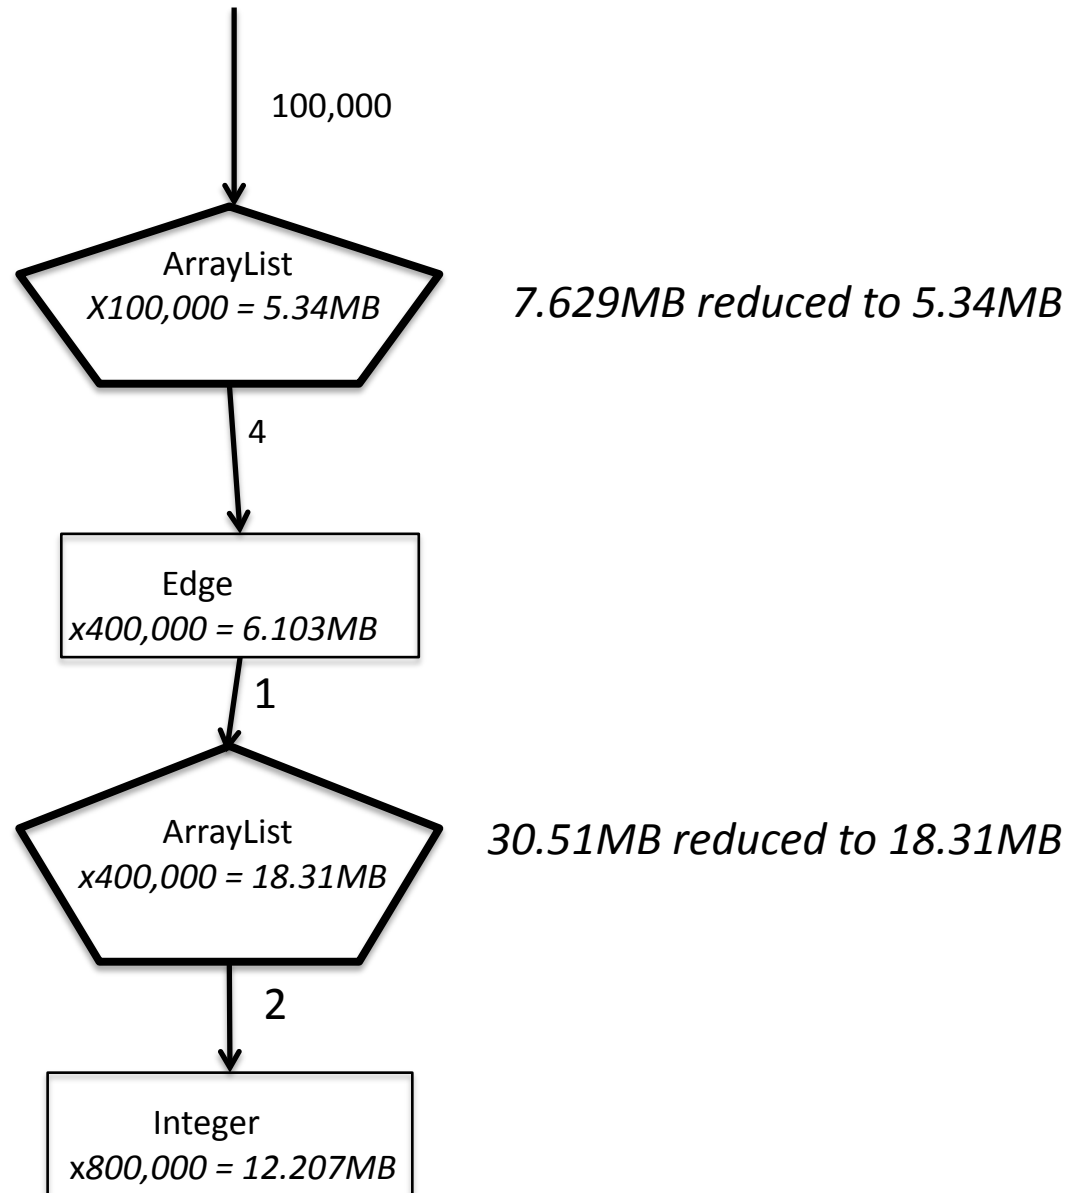 100,000
ArrayList
X100,000 = 5.34MB
7.629MB reduced to 5.34MB
4
Edge
x400,000 = 6.103MB
1
ArrayList
x400,000 = 18.31MB
30.51MB reduced to 18.31MB
2
Integer
x800,000 = 12.207MB